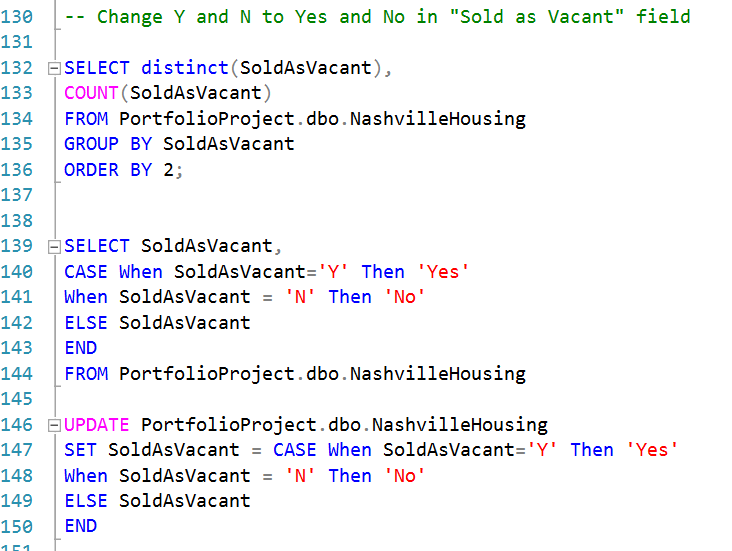 130 -- Change Y and N to Yes and No in "Sold as Vacant" field
131
132 SELECT distinct(SoldAsVacant),
133 COUNT(SoldAsVacant)
134 FROM PortfolioProject.dbo.NashvilleHousing
135 GROUP BY SoldAsVacant
136 ORDER BY 2;
137
138
139 SELECT SoldAsVacant,
140 CASE When SoldAsVacant='Y' Then 'Yes'
141 When SoldAsVacant = 'N' Then 'No'
142 ELSE SoldAsVacant
143 END
144 FROM PortfolioProject.dbo.NashvilleHousing
145
146 UPDATE PortfolioProject.dbo.NashvilleHousing
147 SET SoldAsVacant = CASE When SoldAsVacant='Y' Then 'Yes'
148 When SoldAsVacant = 'N' Then 'No'
149 ELSE SoldAsVacant
150 END
151